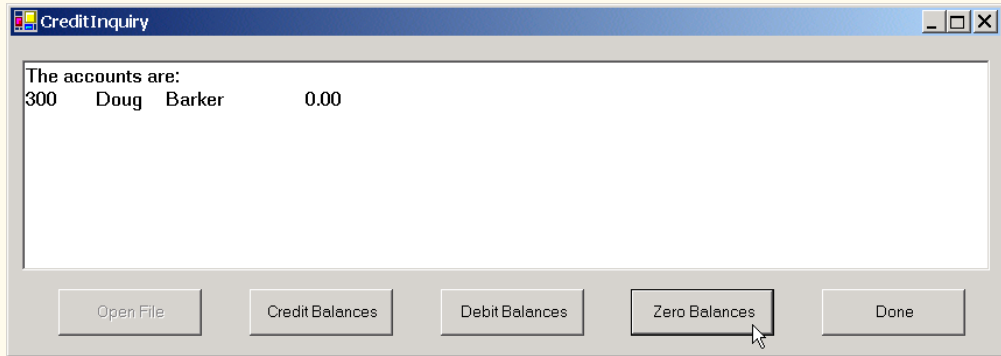 CreditInquiry
The accounts are:
300 Doug Barker 0.00
Open File Credit Balances Debit Balances Zero Balances Done